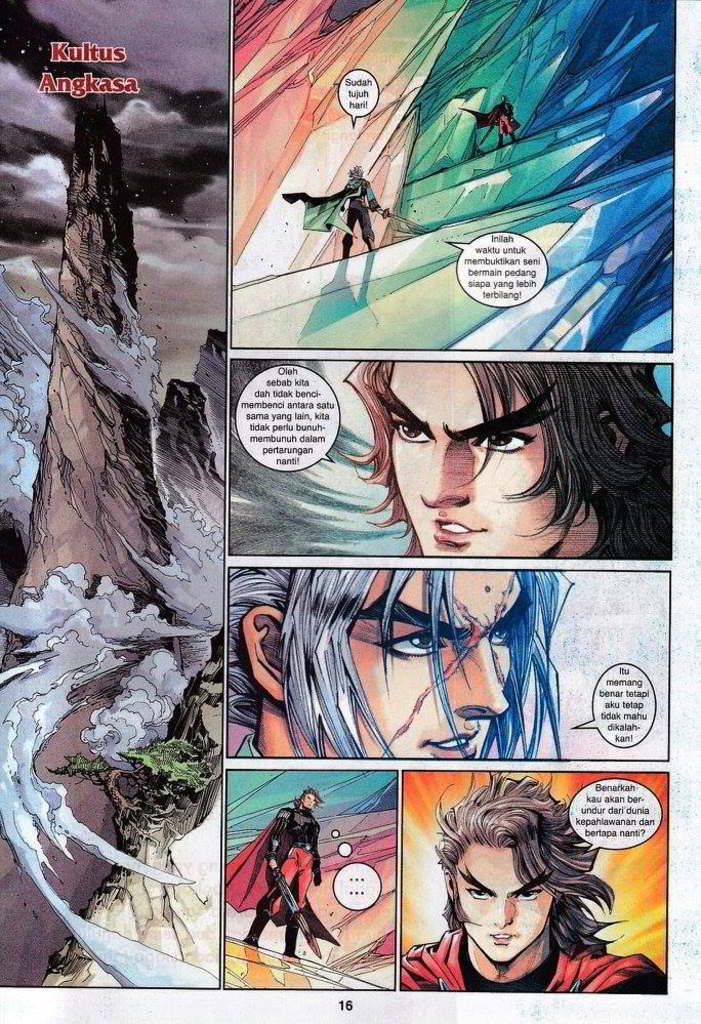 Kultus
Angkasa
Sudah
tujuh
hari!
Inilah
waktu untuk
membuktikan seni
bermain pedang
siapa yang lebih
terbilang!
Oleh
sebab kita
dah tidak benci-
membenci antara satu
sama yang lain, kita
tidak perlu bunuh-
membunuh dalam
pertarungan
nanti!
Itu
memang
benar tetapi
aku tetap
tidak mahu
dikalah-
kan!
... ...
Benarkah
kau akan ber-
undur dari dunia
kepahlawanan dan
bertapa nanti?
16